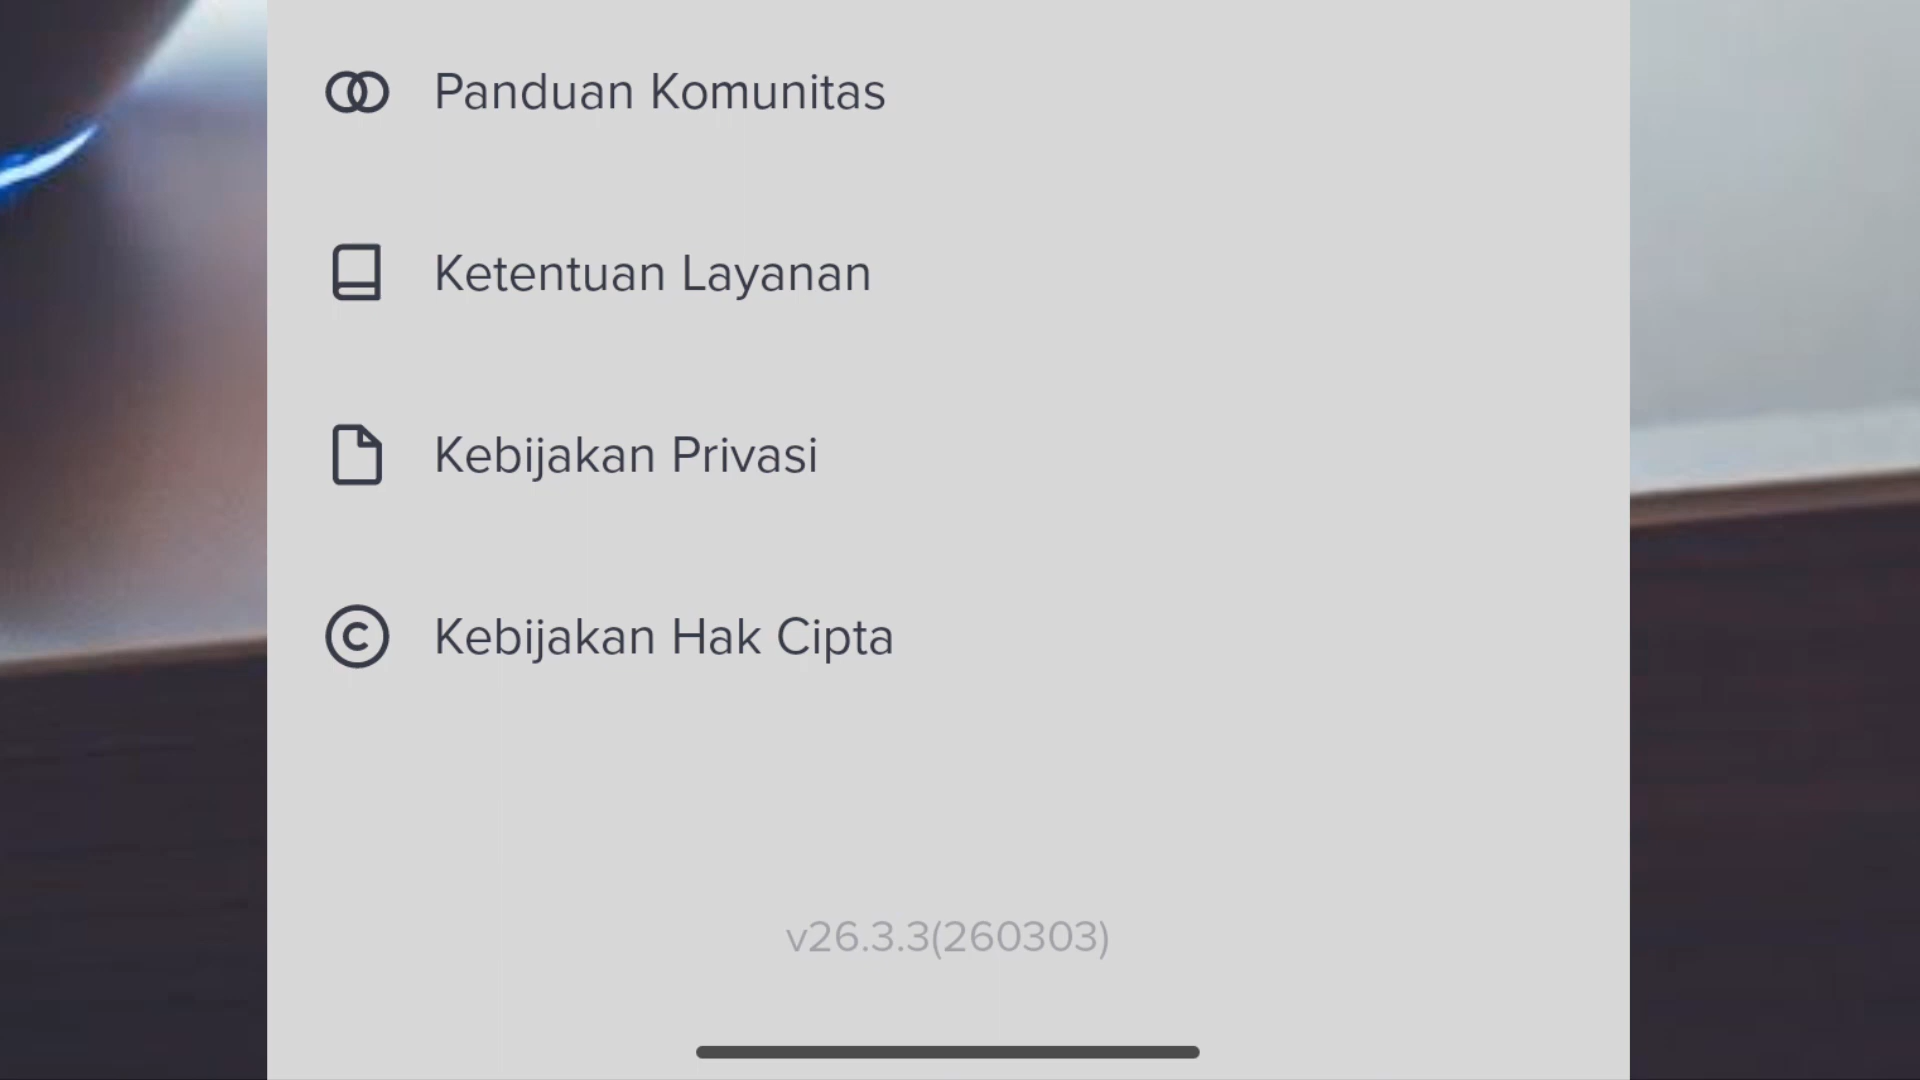 Panduan Komunitas
Ketentuan Layanan
Kebijakan Privasi
Kebijakan Hak Cipta
v26.3.3(260303)